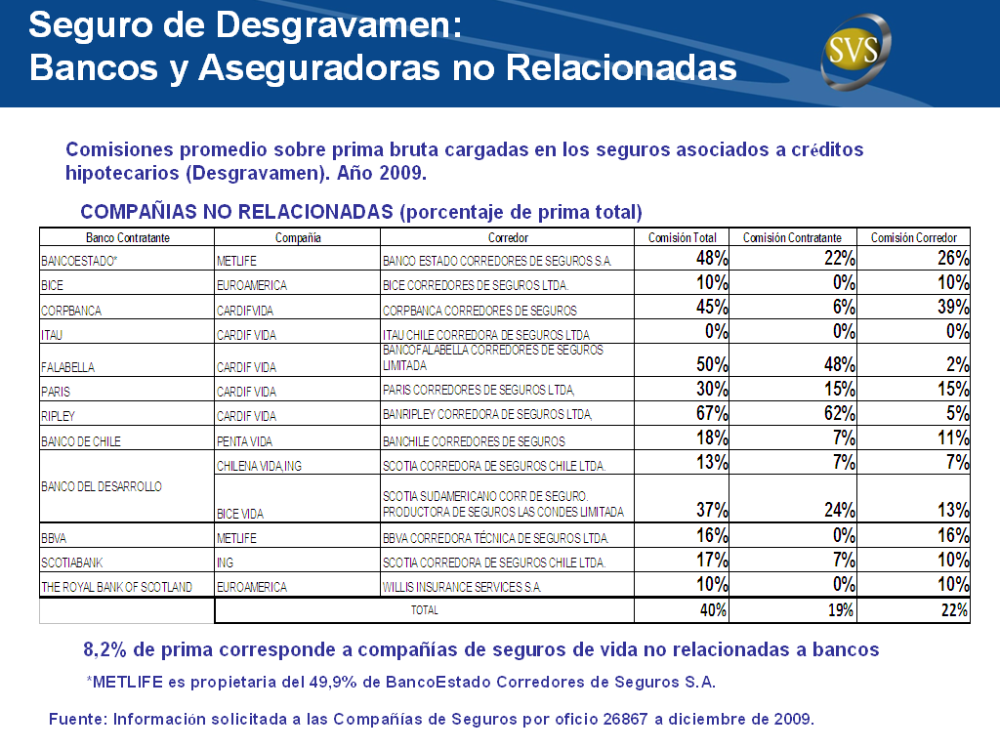 Seguro de Desgravamen:
Bancos y Aseguradoras no Relacionadas
SVS
Comisiones promedio sobre prima bruta cargadas en los seguros asociados a créditos
hipotecarios (Desgravamen). Año 2009.
COMPAÑIAS NO RELACIONADAS (porcentaje de prima total)
Banco Contratante Compañía Corredor Comisión Total Comisión Contratante Comisión Corredor
BANCOESTADO* METLIFE BANCO ESTADO CORREDORES DE SEGUROS S.A. 48% 22% 26%
BICE EUROAMERICA BICE CORREDORES DE SEGUROS LTDA. 10% 0% 10%
CORPBANCA CARDIFVIDA CORPBANCA CORREDORES DE SEGUROS 45% 6% 39%
ITAU CARDIF VIDA ITAU CHILE CORREDORA DE SEGUROS LTDA 0% 0% 0%
BANCOFALABELLA CORREDORES DE SEGUROS
FALABELLA CARDIF VIDA LIMITADA 50% 48% 2%
PARIS CARDIF VIDA PARIS CORREDORES DE SEGUROS LTDA, 30% 15% 15%
RIPLEY CARDIF VIDA BANRIPLEY CORREDORA DE SEGUROS LTDA, 67% 62% 5%
BANCO DE CHILE PENTA VIDA BANCHILE CORREDORES DE SEGUROS 18% 7% 11%
BANCO DEL DESARROLLO CHILENA VIDA,ING SCOTIA CORREDORA DE SEGUROS CHILE LTDA. 13% 7% 7%
SCOTIA SUDAMERICANO CORR DE SEGURO.
BICE VIDA PRODUCTORA DE SEGUROS LAS CONDES LIMITADA 37% 24% 13%
BBVA METLIFE BBVA CORREDORA TÉCNICA DE SEGUROS LTDA. 16% 0% 16%
SCOTIABANK ING SCOTIA CORREDORA DE SEGUROS CHILE LTDA. 17% 7% 10%
THE ROYAL BANK OF SCOTLAND EUROAMERICA WILLIS INSURANCE SERVICES S.A. 10% 0% 10%
TOTAL 40% 19% 22%
8,2% de prima corresponde a compañías de seguros de vida no relacionadas a bancos
*METLIFE es propietaria del 49,9% de BancoEstado Corredores de Seguros S.A.
Fuente: Información solicitada a las Compañías de Seguros por oficio 26867 a diciembre de 2009.